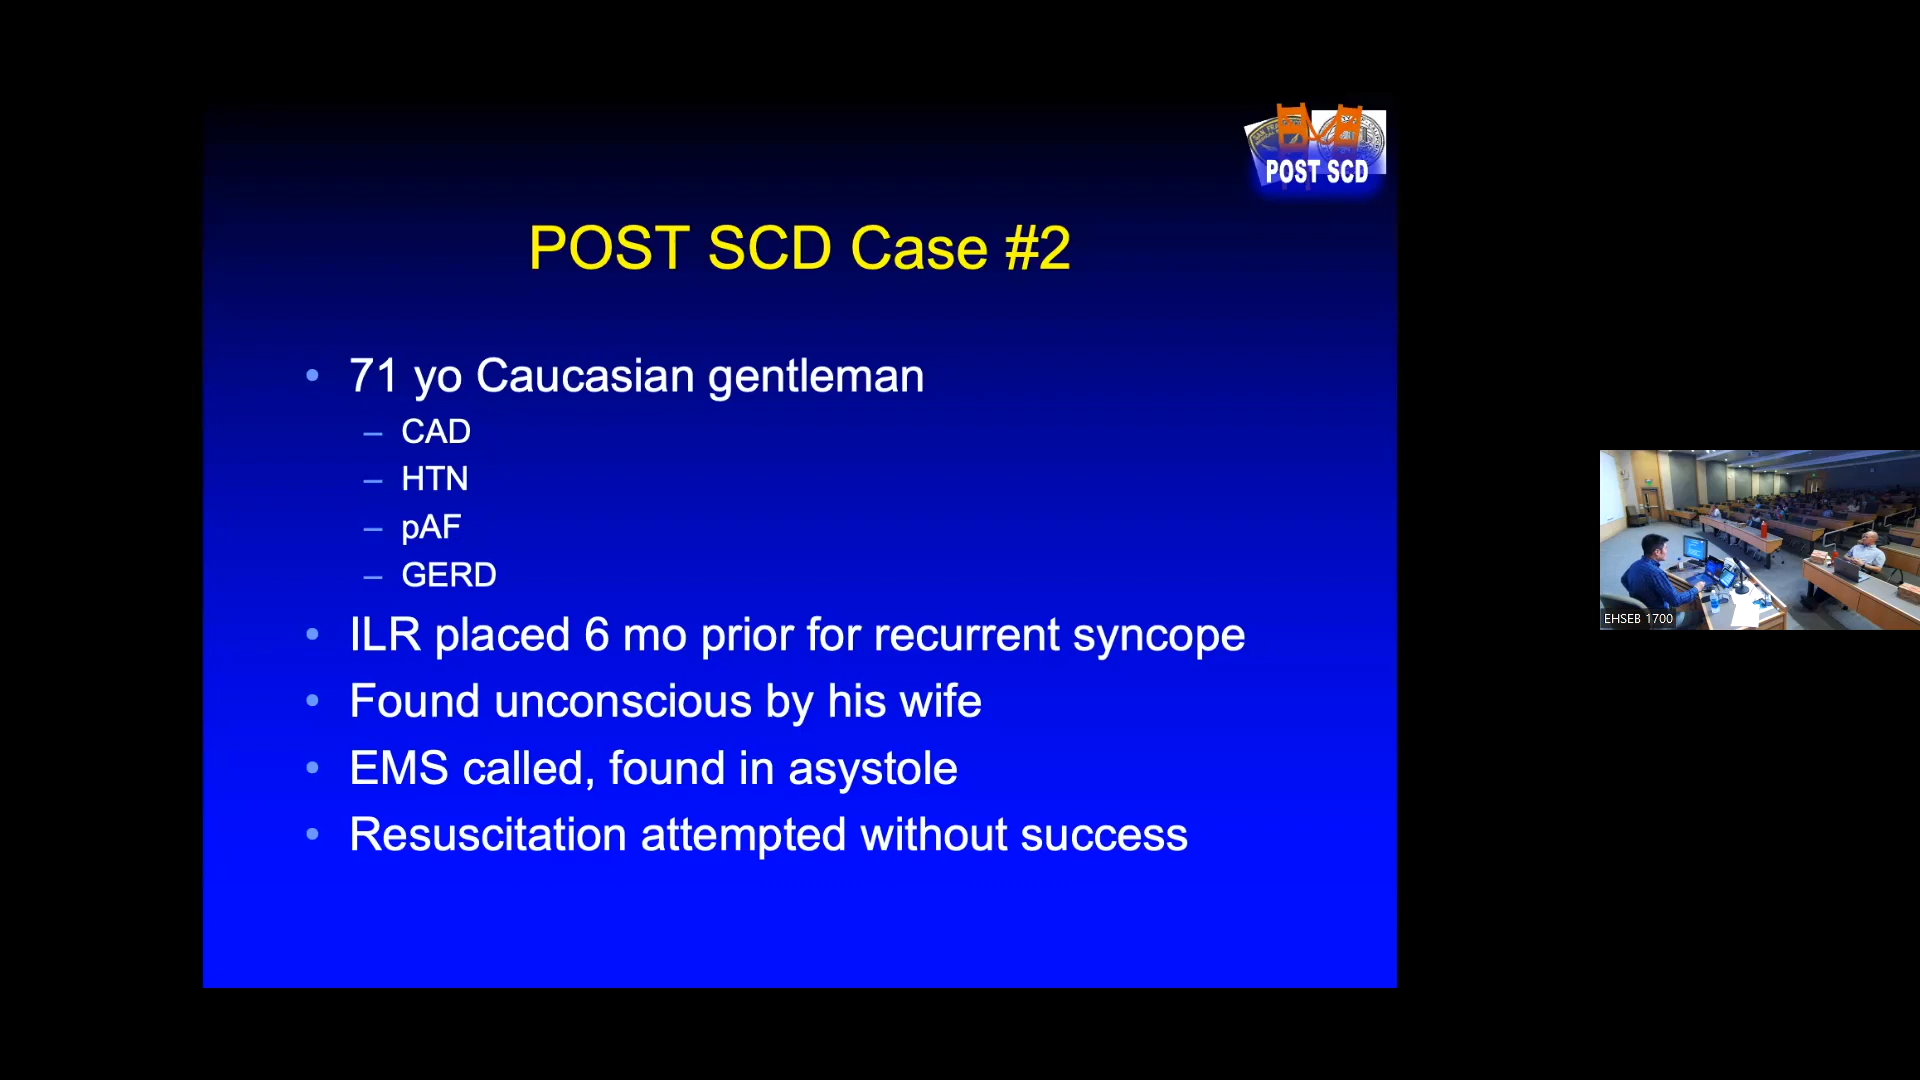 POST SCD
POST SCD Case #2
• 71 yo Caucasian gentleman
– CAD
– HTN
– pAF
– GERD
• ILR placed 6 mo prior for recurrent syncope
• Found unconscious by his wife
• EMS called, found in asystole
• Resuscitation attempted without success
EHSEB 1700